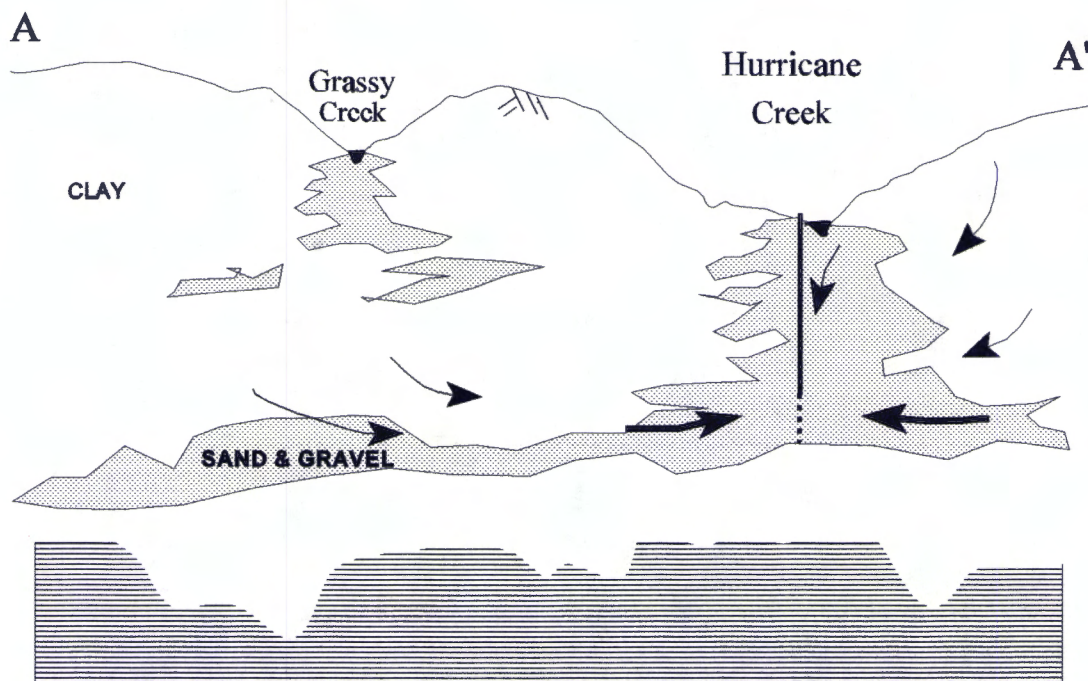 A
A'
Grassy
Creek
Hurricane
Creek
CLAY
SAND & GRAVEL